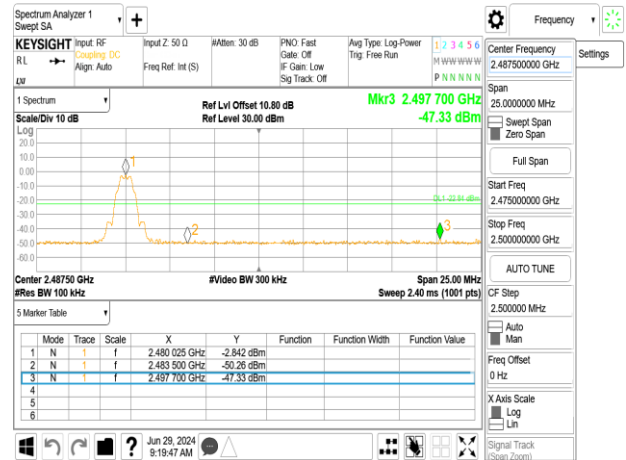 Spectrum Analyzer 1
Swept SA
Frequency
KEYSIGHT
RL
Input: RF
Coupling: DC
Align: Auto
Input Z: 50 Ω
Freq Ref: Int (S)
#Atten: 30 dB
PNO: Fast
Gate: Off
IF Gain: Low
Sig Track: Off
Avg Type: Log-Power
Trig: Free Run
1 2 3 4 5 6
M W W W W W
P N N N N N
1 Spectrum
Scale/Div 10 dB
Ref Lvl Offset 10.80 dB
Ref Level 30.00 dBm
Mkr3 2.497 700 GHz
-47.33 dBm
Log
20.0
10.0
0.00
-10.0
-20.0
-30.0
-40.0
-50.0
-60.0
1
2
3
Center 2.48750 GHz
#Res BW 100 kHz
#Video BW 300 kHz
Span 25.00 MHz
Sweep 2.40 ms (1001 pts)
5 Marker Table
Mode Trace Scale X Y Function Function Width Function Value
1 N 1 f 2.480 025 GHz -2.842 dBm
2 N 1 f 2.483 500 GHz -50.26 dBm
3 N 1 f 2.497 700 GHz -47.33 dBm
4
5
6
Jun 29, 2024
9:19:47 AM
Center Frequency
2.487500000 GHz
Settings
Span
25.0000000 MHz
Swept Span
Zero Span
Full Span
Start Freq
2.475000000 GHz
Stop Freq
2.500000000 GHz
AUTO TUNE
CF Step
2.500000 MHz
Auto
Man
Freq Offset
0 Hz
X Axis Scale
Log
Lin
Signal Track
(Span Zoom)